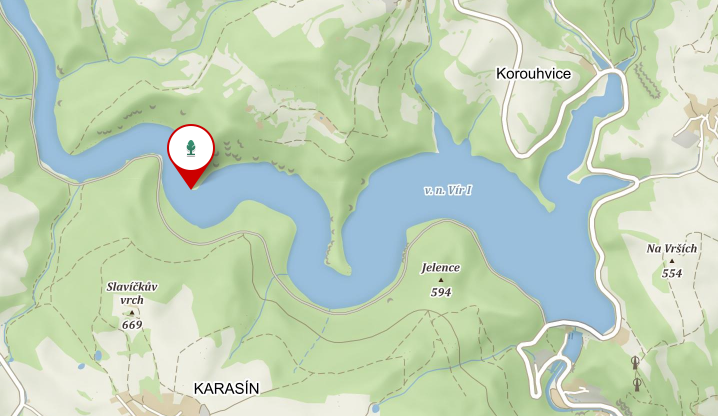 Korouhvice
v. n. Vír I
Na Vrších
554
Jelence
594
Slavíčkův
vrch
669
KARASÍN